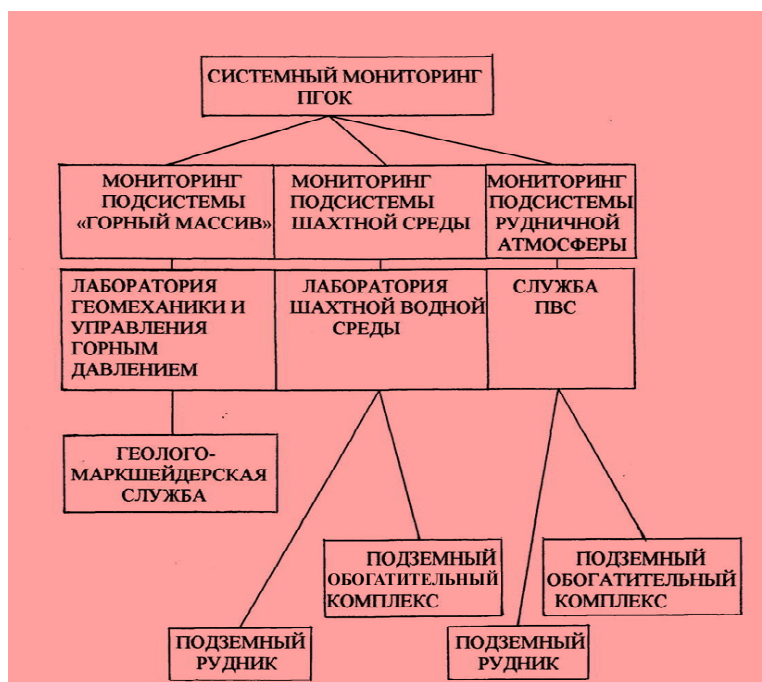 СИСТЕМНЫЙ МОНИТОРИНГ
ПГОК
МОНИТОРИНГ
ПОДСИСТЕМЫ
«ГОРНЫЙ МАССИВ»
МОНИТОРИНГ
ПОДСИСТЕМЫ
ШАХТНОЙ СРЕДЫ
МОНИТОРИНГ
ПОДСИСТЕМЫ
РУДНИЧНОЙ
АТМОСФЕРЫ
ЛАБОРАТОРИЯ
ГЕОМЕХАНИКИ И
УПРАВЛЕНИЯ
ГОРНЫМ
ДАВЛЕНИЕМ
ЛАБОРАТОРИЯ
ШАХТНОЙ ВОДНОЙ
СРЕДЫ
СЛУЖБА
ПВС
ГЕОЛОГО-
МАРКШЕЙДЕРСКАЯ
СЛУЖБА
ПОДЗЕМНЫЙ
ОБОГАТИТЕЛЬНЫЙ
КОМПЛЕКС
ПОДЗЕМНЫЙ
ОБОГАТИТЕЛЬНЫЙ
КОМПЛЕКС
ПОДЗЕМНЫЙ
РУДНИК
ПОДЗЕМНЫЙ
РУДНИК